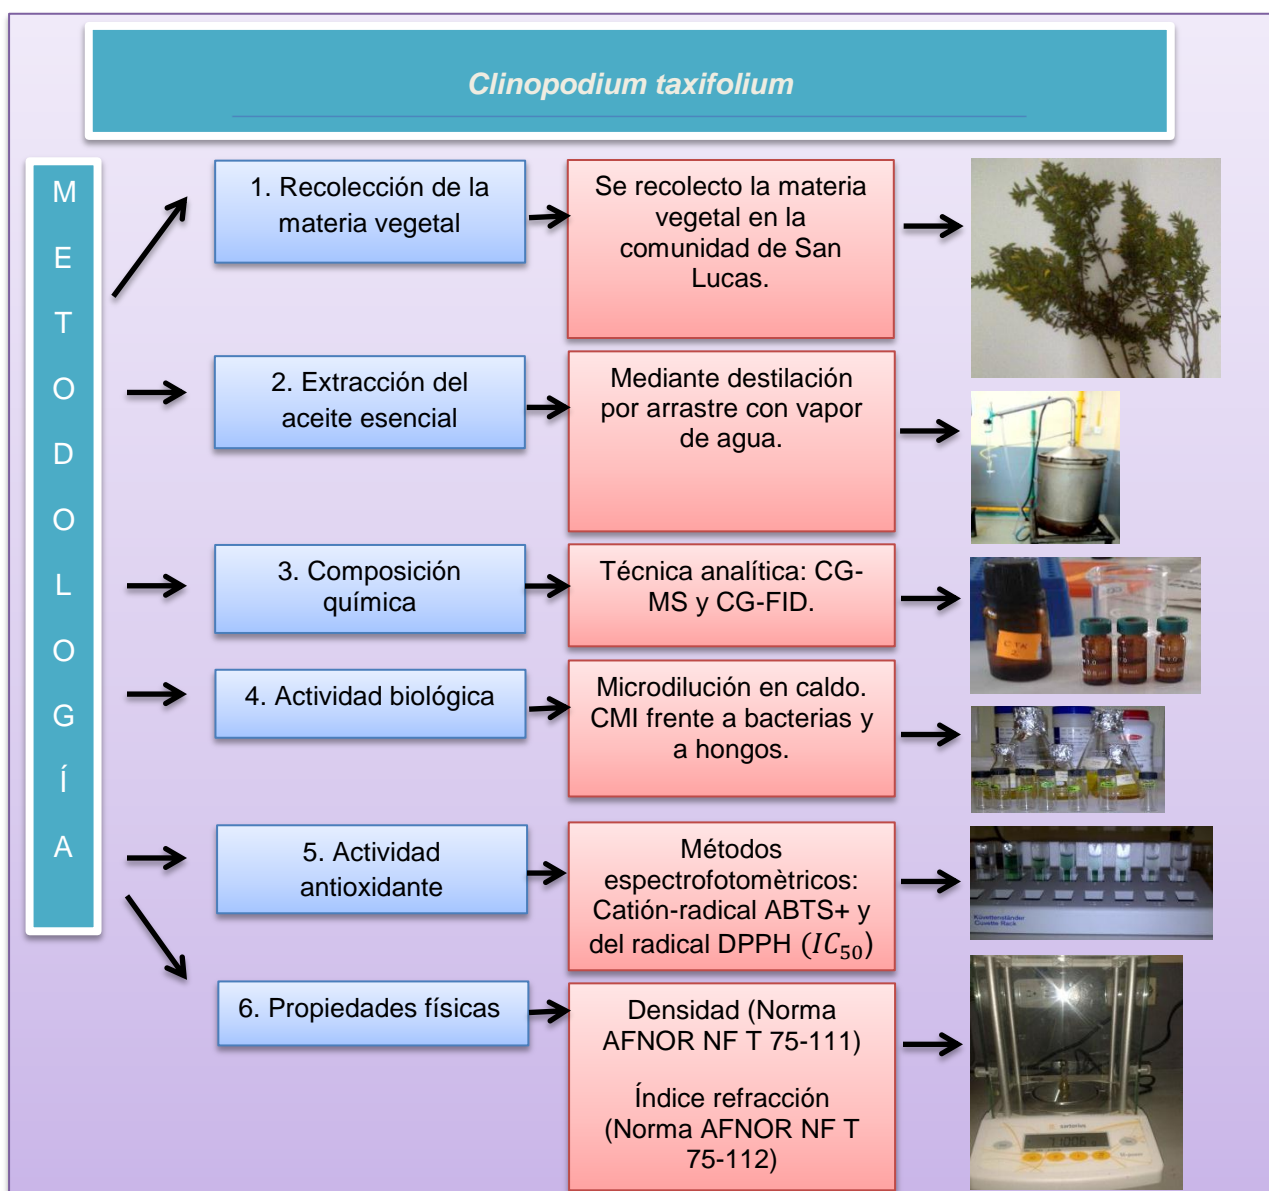 Clinopodium taxifolium
M
E
T
O
D
O
L
O
G
Í
A
1. Recolección de la
materia vegetal
Se recolecto la materia
vegetal en la
comunidad de San
Lucas.
2. Extracción del
aceite esencial
Mediante destilación
por arrastre con vapor
de agua.
3. Composición
química
Técnica analítica: CG-
MS y CG-FID.
4. Actividad biológica
Microdilución en caldo.
CMI frente a bacterias y
a hongos.
5. Actividad
antioxidante
Métodos
espectrofotomètricos:
Catión-radical ABTS+ y
del radical DPPH (IC50)
Küvettenständer
Cuvette Rack
6. Propiedades físicas
Densidad (Norma
AFNOR NF T 75-111)
Índice refracción
(Norma AFNOR NF T
75-112)
sartorius